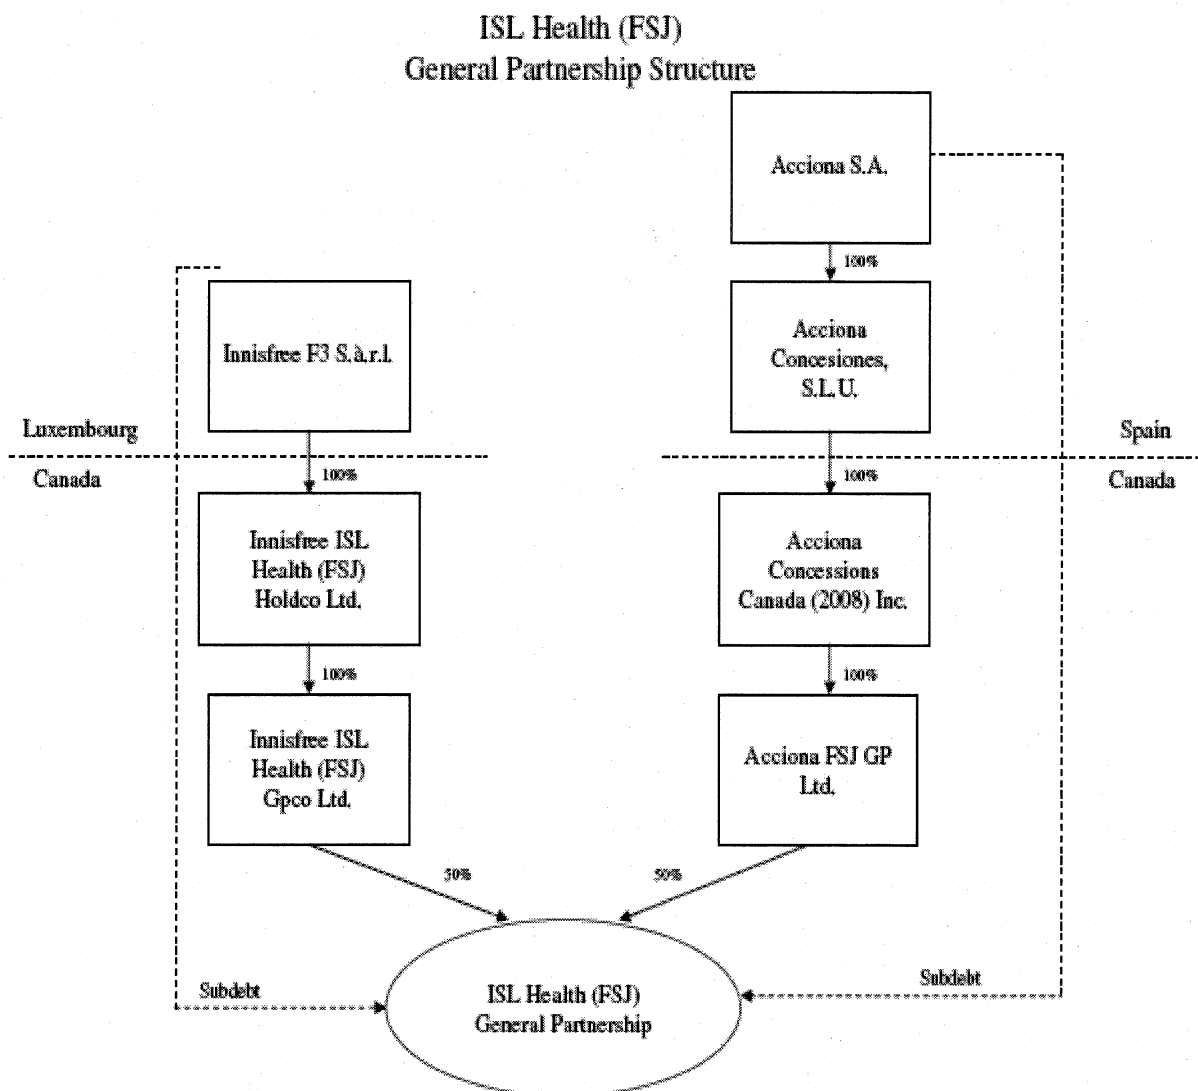 ISL Health (FSJ)
General Partnership Structure
Acciona S.A.
100%
Innisfree F3 S.à.r.l.
Acciona
Concesiones,
S.L.U.
Luxembourg
Spain
Canada
Canada
100%
100%
Innisfree ISL
Health (FSJ)
Holdco Ltd.
Acciona
Concessions
Canada (2008) Inc.
100%
100%
Innisfree ISL
Health (FSJ)
Gpco Ltd.
Acciona FSJ GP
Ltd.
50%
50%
Subdebt
Subdebt
ISL Health (FSJ)
General Partnership